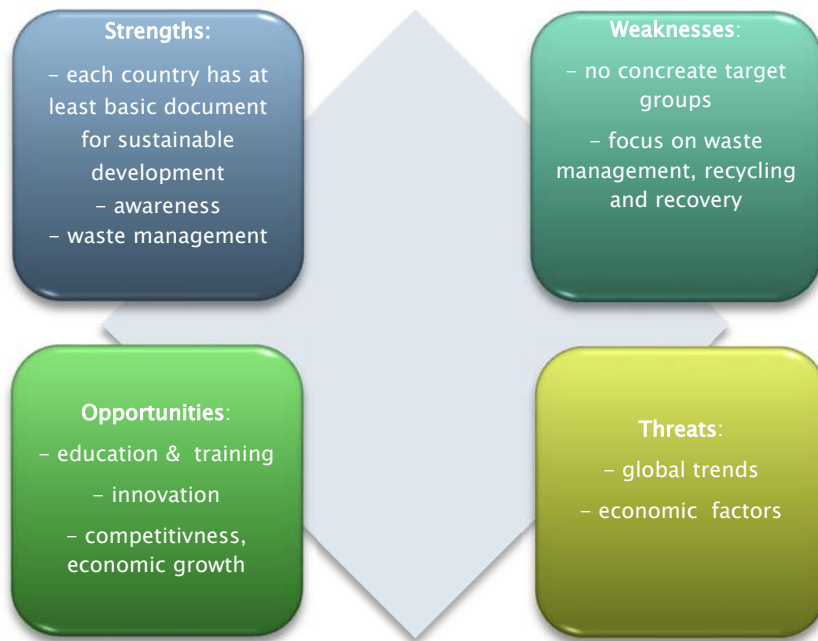 Strengths:
– each country has at
least basic document
for sustainable
development
– awareness
– waste management
Weaknesses:
– no concreate target
groups
– focus on waste
management, recycling
and recovery
Opportunities:
– education & training
– innovation
– competitivness,
economic growth
Threats:
– global trends
– economic factors